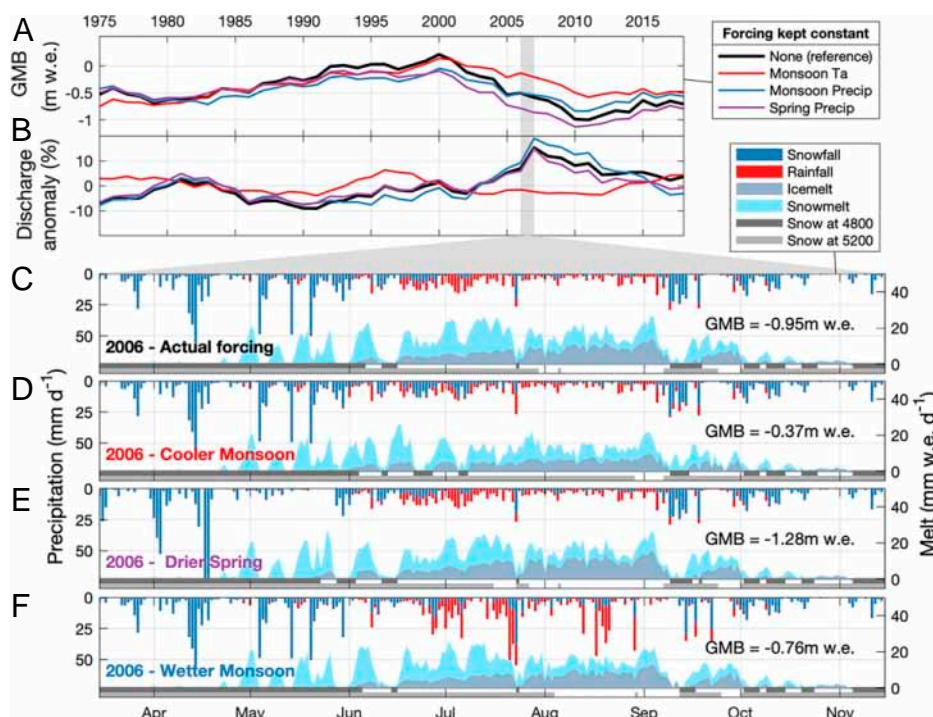 A
1975 1980 1985 1990 1995 2000 2005 2010 2015
GMB
(m w.e.)
0
-0.5
-1
Forcing kept constant
None (reference)
Monsoon Ta
Monsoon Precip
Spring Precip
B
Discharge
anomaly (%)
10
0
-10
Snowfall
Rainfall
Icemelt
Snowmelt
Snow at 4800
Snow at 5200
Precipitation (mm d⁻¹)
Melt (mm w.e. d⁻¹)
C
0
25
50
40
20
0
GMB = -0.95m w.e.
2006 - Actual forcing
D
0
25
50
40
20
0
GMB = -0.37m w.e.
2006 - Cooler Monsoon
E
0
25
50
40
20
0
GMB = -1.28m w.e.
2006 - Drier Spring
F
0
25
50
40
20
0
GMB = -0.76m w.e.
2006 - Wetter Monsoon
Apr May Jun Jul Aug Sep Oct Nov